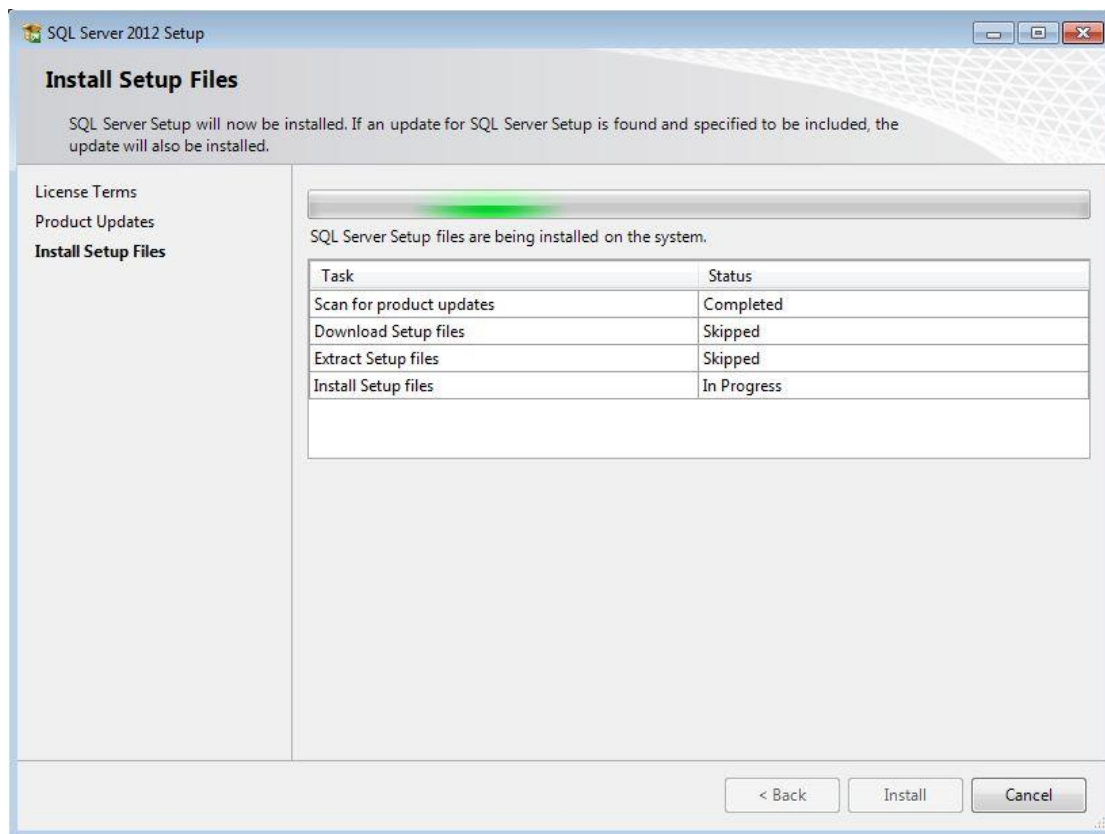 SQL Server 2012 Setup
Install Setup Files
SQL Server Setup will now be installed. If an update for SQL Server Setup is found and specified to be included, the
update will also be installed.
License Terms
Product Updates
Install Setup Files
SQL Server Setup files are being installed on the system.
Task Status
Scan for product updates Completed
Download Setup files Skipped
Extract Setup files Skipped
Install Setup files In Progress
< Back Install Cancel